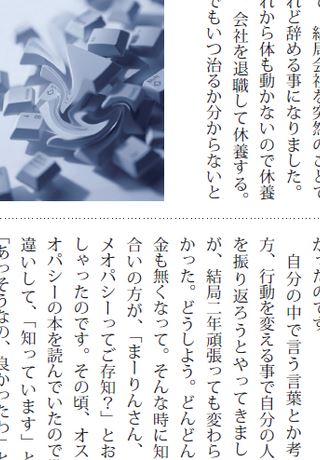 、結局会社を突然のことで
れど辞める事になりました。
れから体も動かないので休養
会社を退職して休養する。
でもいつ治るか分からないと
かったのです。
自分の中で言う言葉とか考
方、行動を変える事で自分の人
を振り返ろうとやってきまし
が、結局二年頑張っても変わら
かった。どうしよう。どんどん
金も無くなって。そんな時に知
合いの方が、「まーりんさん、
メオパシーってご存知？」とお
しゃったのです。その頃、オス
オパシーの本を読んでいたので
違いして、「知っています」と
「あっそうなの、良かったわ」と